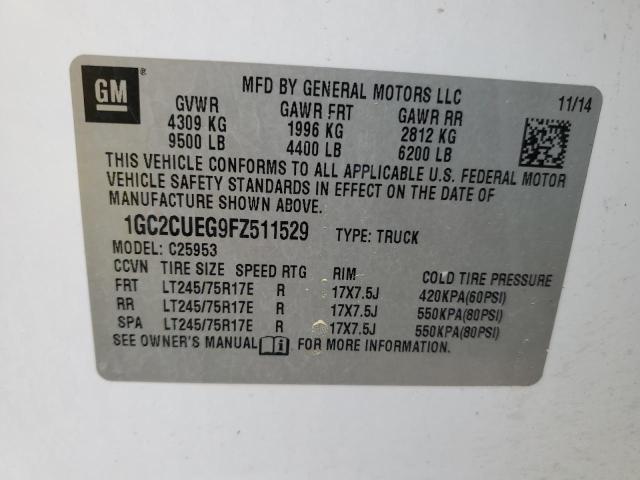 GM ®
MFD BY GENERAL MOTORS LLC 11/14
GVWR GAWR FRT GAWR RR
4309 KG 1996 KG 2812 KG
9500 LB 4400 LB 6200 LB
THIS VEHICLE CONFORMS TO ALL APPLICABLE U.S. FEDERAL MOTOR
VEHICLE SAFETY STANDARDS IN EFFECT ON THE DATE OF
MANUFACTURE SHOWN ABOVE.
1GC2CUEG9FZ511529 TYPE: TRUCK
MODEL: C25953
CCVN TIRE SIZE SPEED RTG RIM COLD TIRE PRESSURE
FRT LT245/75R17E R 17X7.5J 420KPA(60PSI)
RR LT245/75R17E R 17X7.5J 550KPA(80PSI)
SPA LT245/75R17E R 17X7.5J 550KPA(80PSI)
SEE OWNER'S MANUAL FOR MORE INFORMATION.